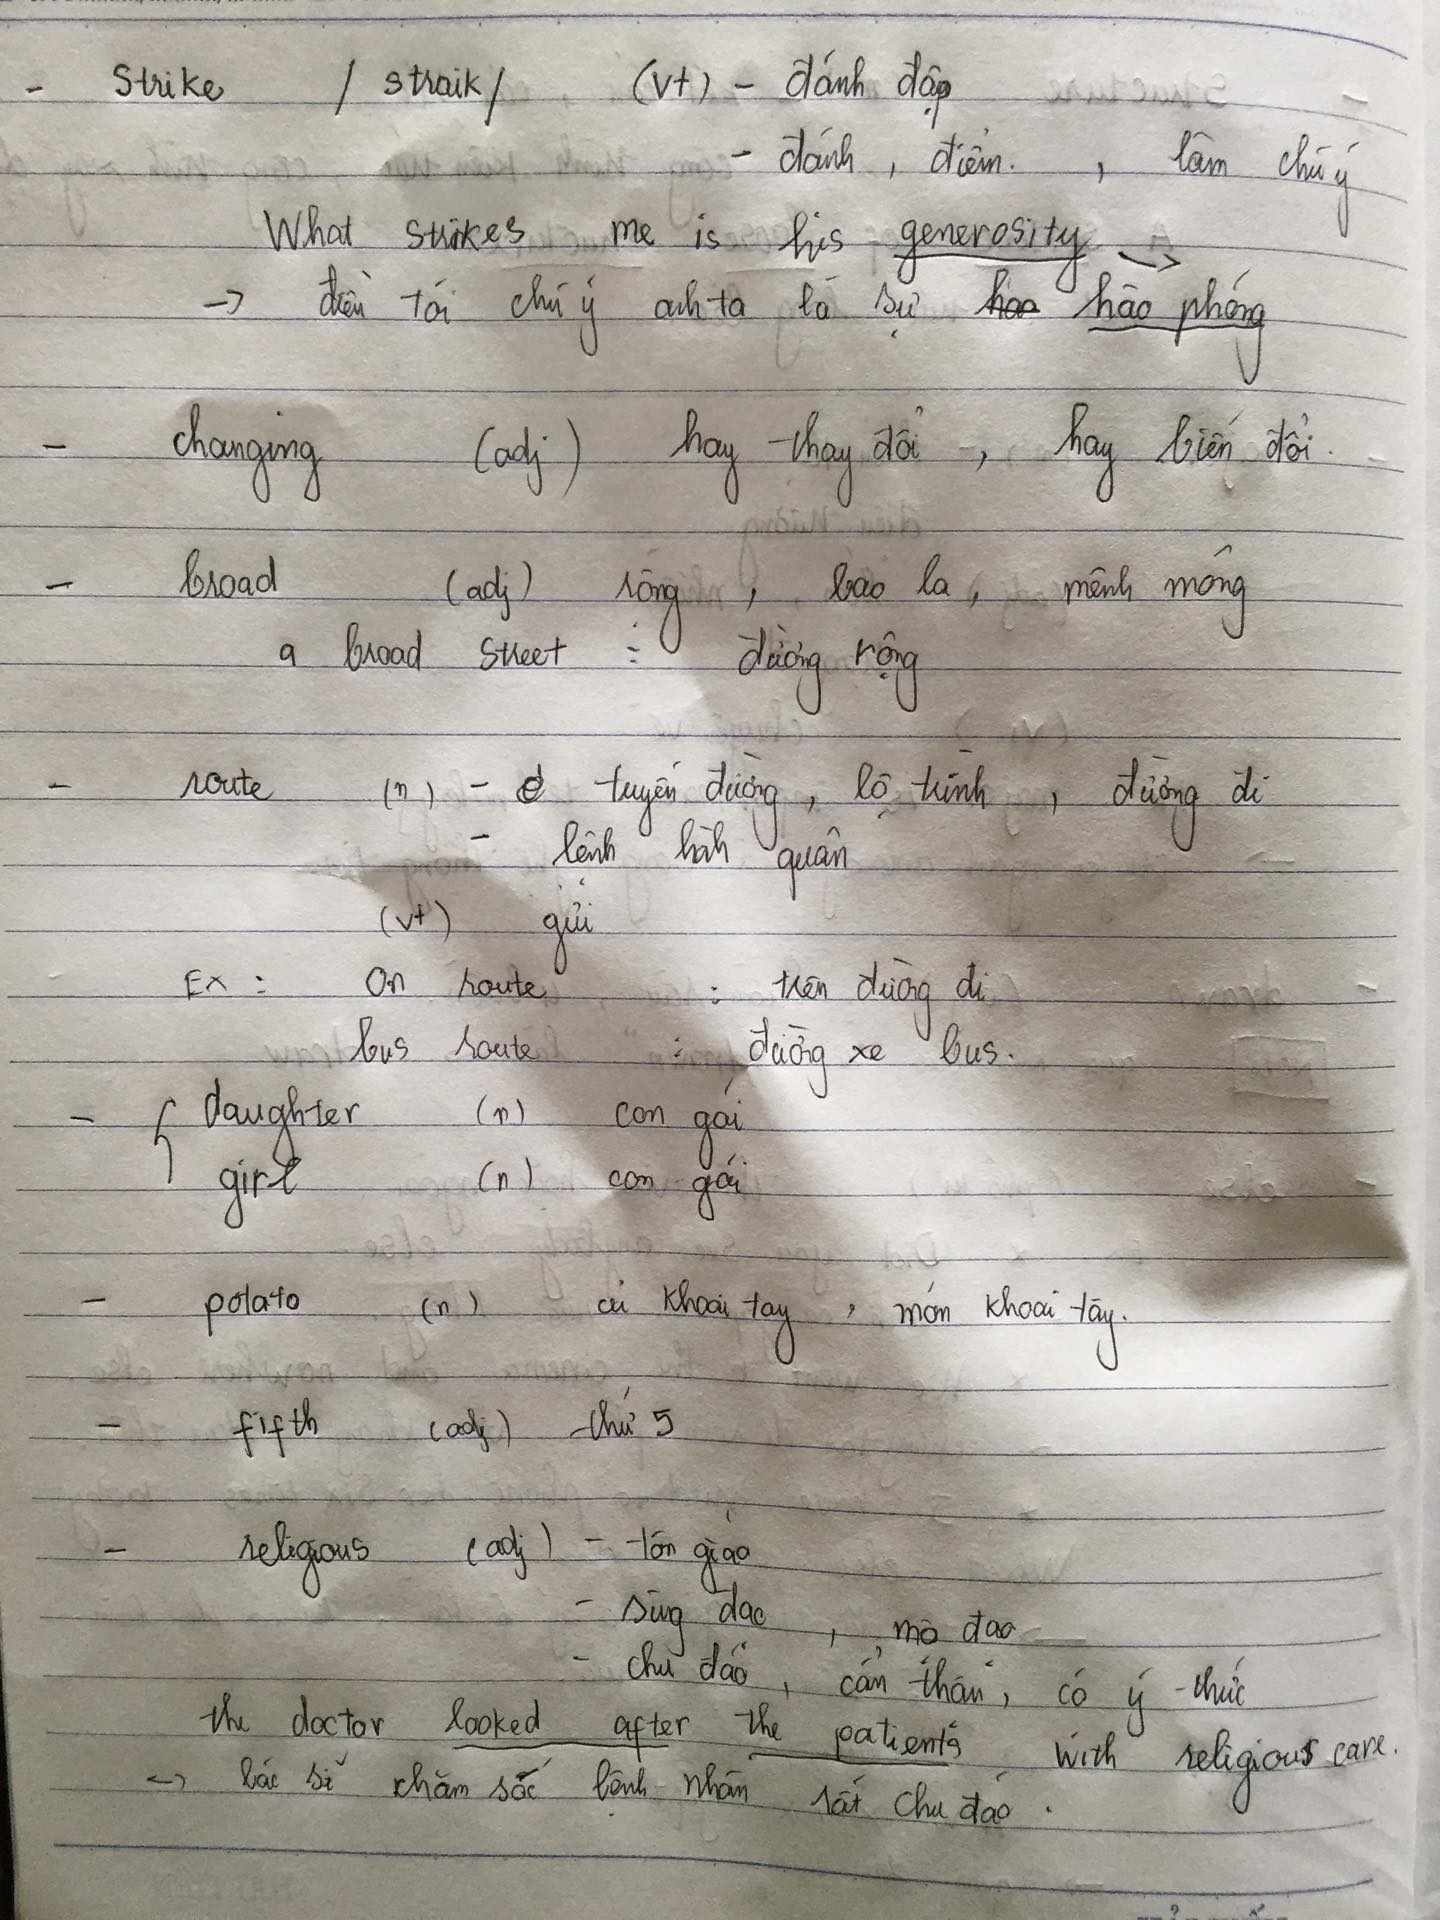 - Strike / straik/ (vt) - đánh đập
- đánh, điểm. , làm chú ý
What strikes me is his generosity
→ điều tôi chú ý anh ta là sự hào phóng
- changing (adj) hay thay đổi, hay biến đổi.
- broad (adj) rộng, bao la, mênh mông
a broad street : đường rộng
- route (n) - tuyến đường, lộ trình, đường đi
- lệnh hành quân
(vt) gửi
Ex : On route : trên đường đi
bus route : đường xe bus.
- daughter (n) con gái
girl (n) con gái
- potato (n) củ khoai tay, món khoai tây.
- fifth (adj) thứ 5
- religious (adj) - tôn giáo
- sùng đạo, mộ đạo
- chu đáo, cẩn thận, có ý thức
the doctor looked after the patients with religious care.
→ bác sĩ chăm sóc bệnh nhân rất chu đáo.